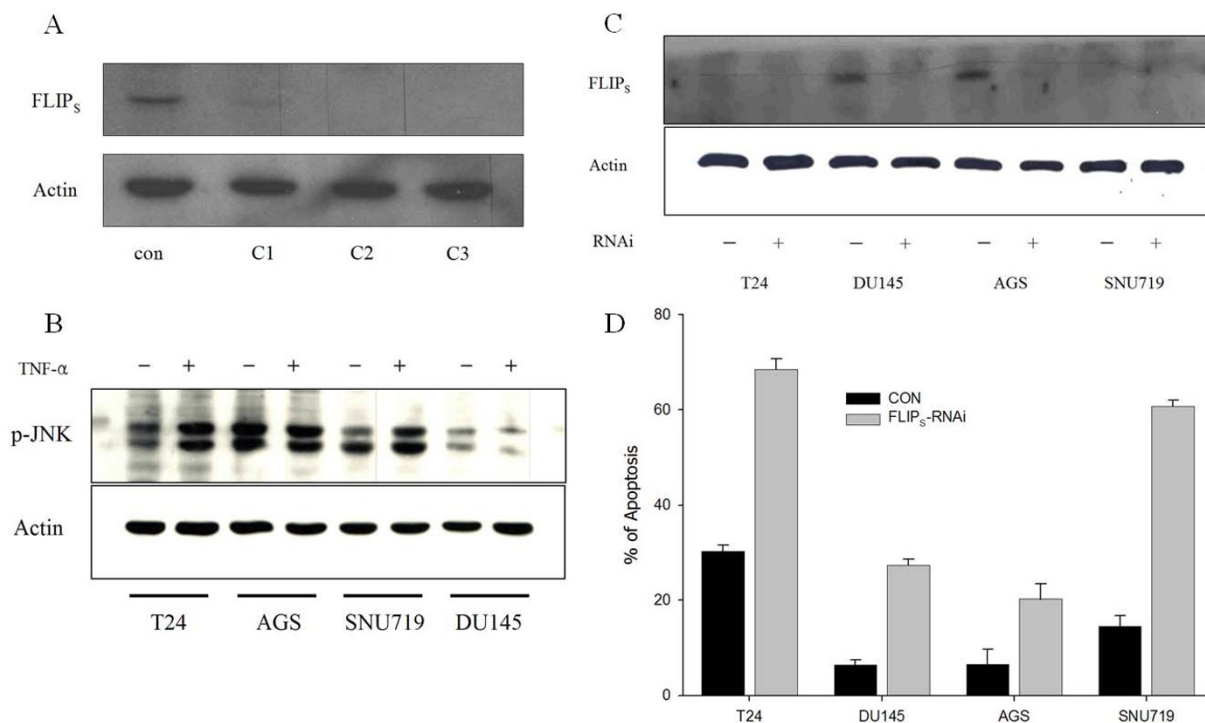 A
FLIPS
Actin
con C1 C2 C3
B
TNF-α − + − + − + − +
p-JNK
Actin
T24 AGS SNU719 DU145
C
FLIPS
Actin
RNAi − + − + − + − +
T24 DU145 AGS SNU719
D
% of Apoptosis
80
60
40
20
0
CON
FLIPS-RNAi
T24 DU145 AGS SNU719